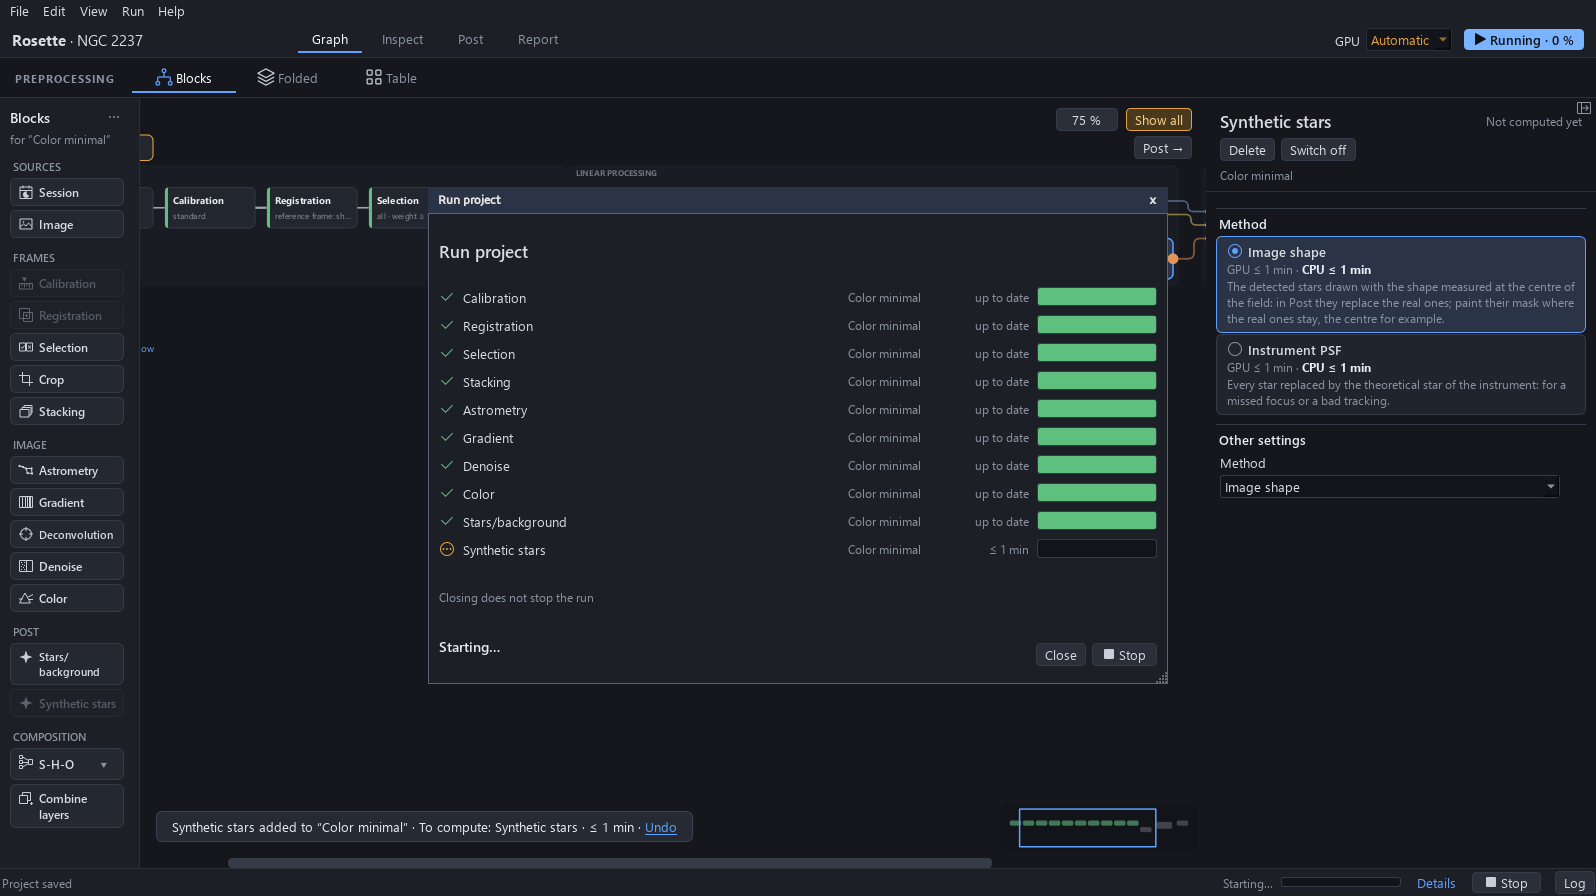 File Edit View Run Help
Rosette · NGC 2237
Graph Inspect Post Report
GPU Automatic Running · 0 %
PREPROCESSING Blocks Folded Table
Blocks ···
for “Color minimal”
SOURCES
Session
Image
FRAMES
Calibration
Registration
Selection
Crop
Stacking
IMAGE
Astrometry
Gradient
Deconvolution
Denoise
Color
POST
Stars/
background
Synthetic stars
COMPOSITION
S-H-O
Combine
layers
75 % Show all
Post →
LINEAR PROCESSING
Calibration
standard
Registration
reference frame: sh...
Selection
all · weight ≥
ow
Run project x
Run project
Calibration Color minimal up to date
Registration Color minimal up to date
Selection Color minimal up to date
Stacking Color minimal up to date
Astrometry Color minimal up to date
Gradient Color minimal up to date
Denoise Color minimal up to date
Color Color minimal up to date
Stars/background Color minimal up to date
Synthetic stars Color minimal ≤ 1 min
Closing does not stop the run
Starting...
Close Stop
Synthetic stars added to “Color minimal” · To compute: Synthetic stars · ≤ 1 min · Undo
Synthetic stars Not computed yet
Delete Switch off
Color minimal
Method
Image shape
GPU ≤ 1 min · CPU ≤ 1 min
The detected stars drawn with the shape measured at the centre of
the field: in Post they replace the real ones; paint their mask where
the real ones stay, the centre for example.
Instrument PSF
GPU ≤ 1 min · CPU ≤ 1 min
Every star replaced by the theoretical star of the instrument: for a
missed focus or a bad tracking.
Other settings
Method
Image shape
Project saved
Starting... Details Stop Log